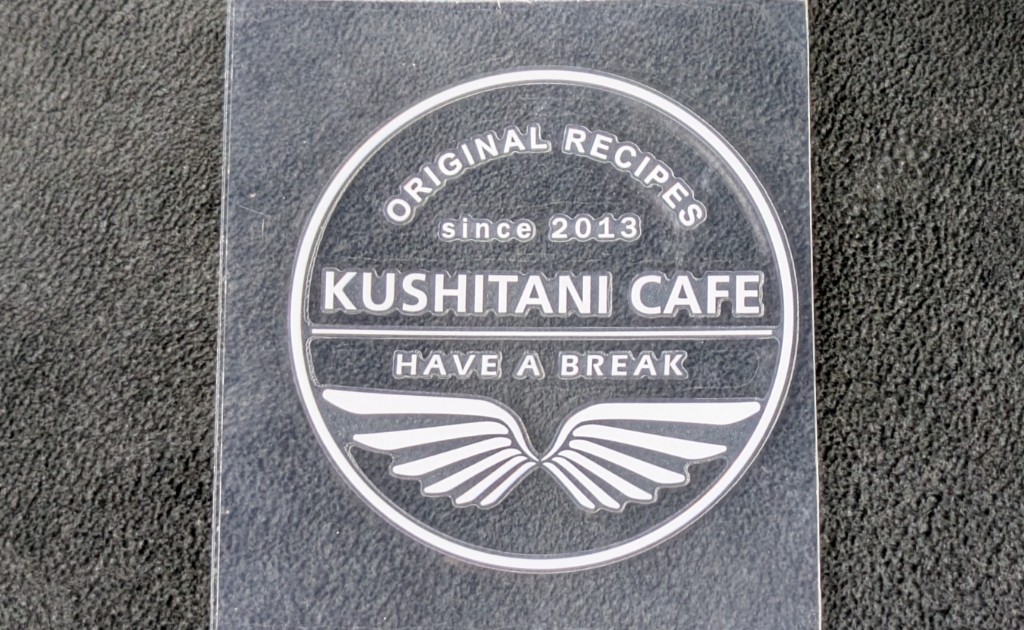 ORIGINAL RECIPES
since 2013
KUSHITANI CAFE
HAVE A BREAK